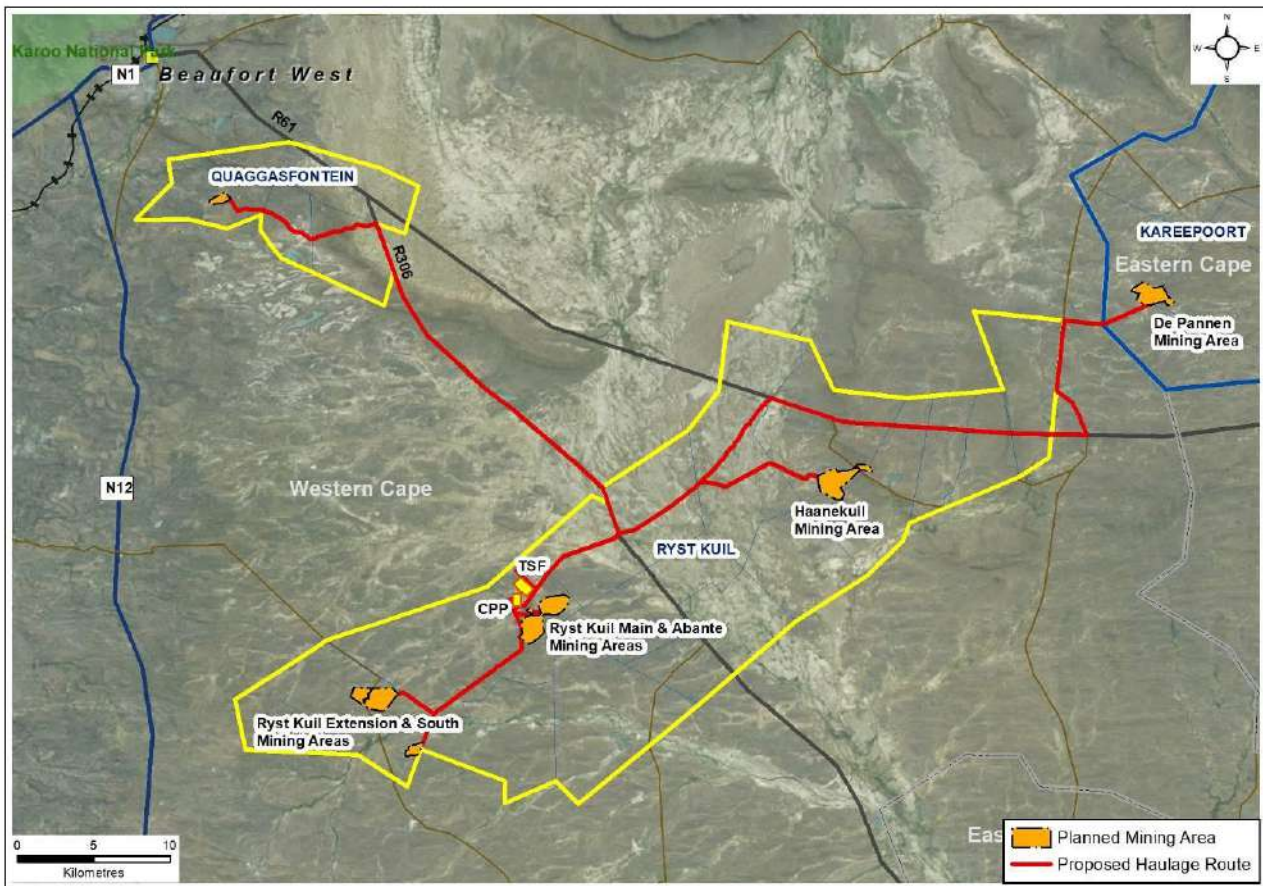 Karoo National Park
N1
Beaufort West
N
W
E
S
R61
QUAGGASFONTEIN
R306
KAREEPOORT
Eastern Cape
De Pannen
Mining Area
N12
Western Cape
Haanekuil
Mining Area
RYST KUIL
TSF
CPP
Ryst Kuil Main & Abante
Mining Areas
Ryst Kuil Extension & South
Mining Areas
0 5 10
Kilometres
Planned Mining Area
Proposed Haulage Route